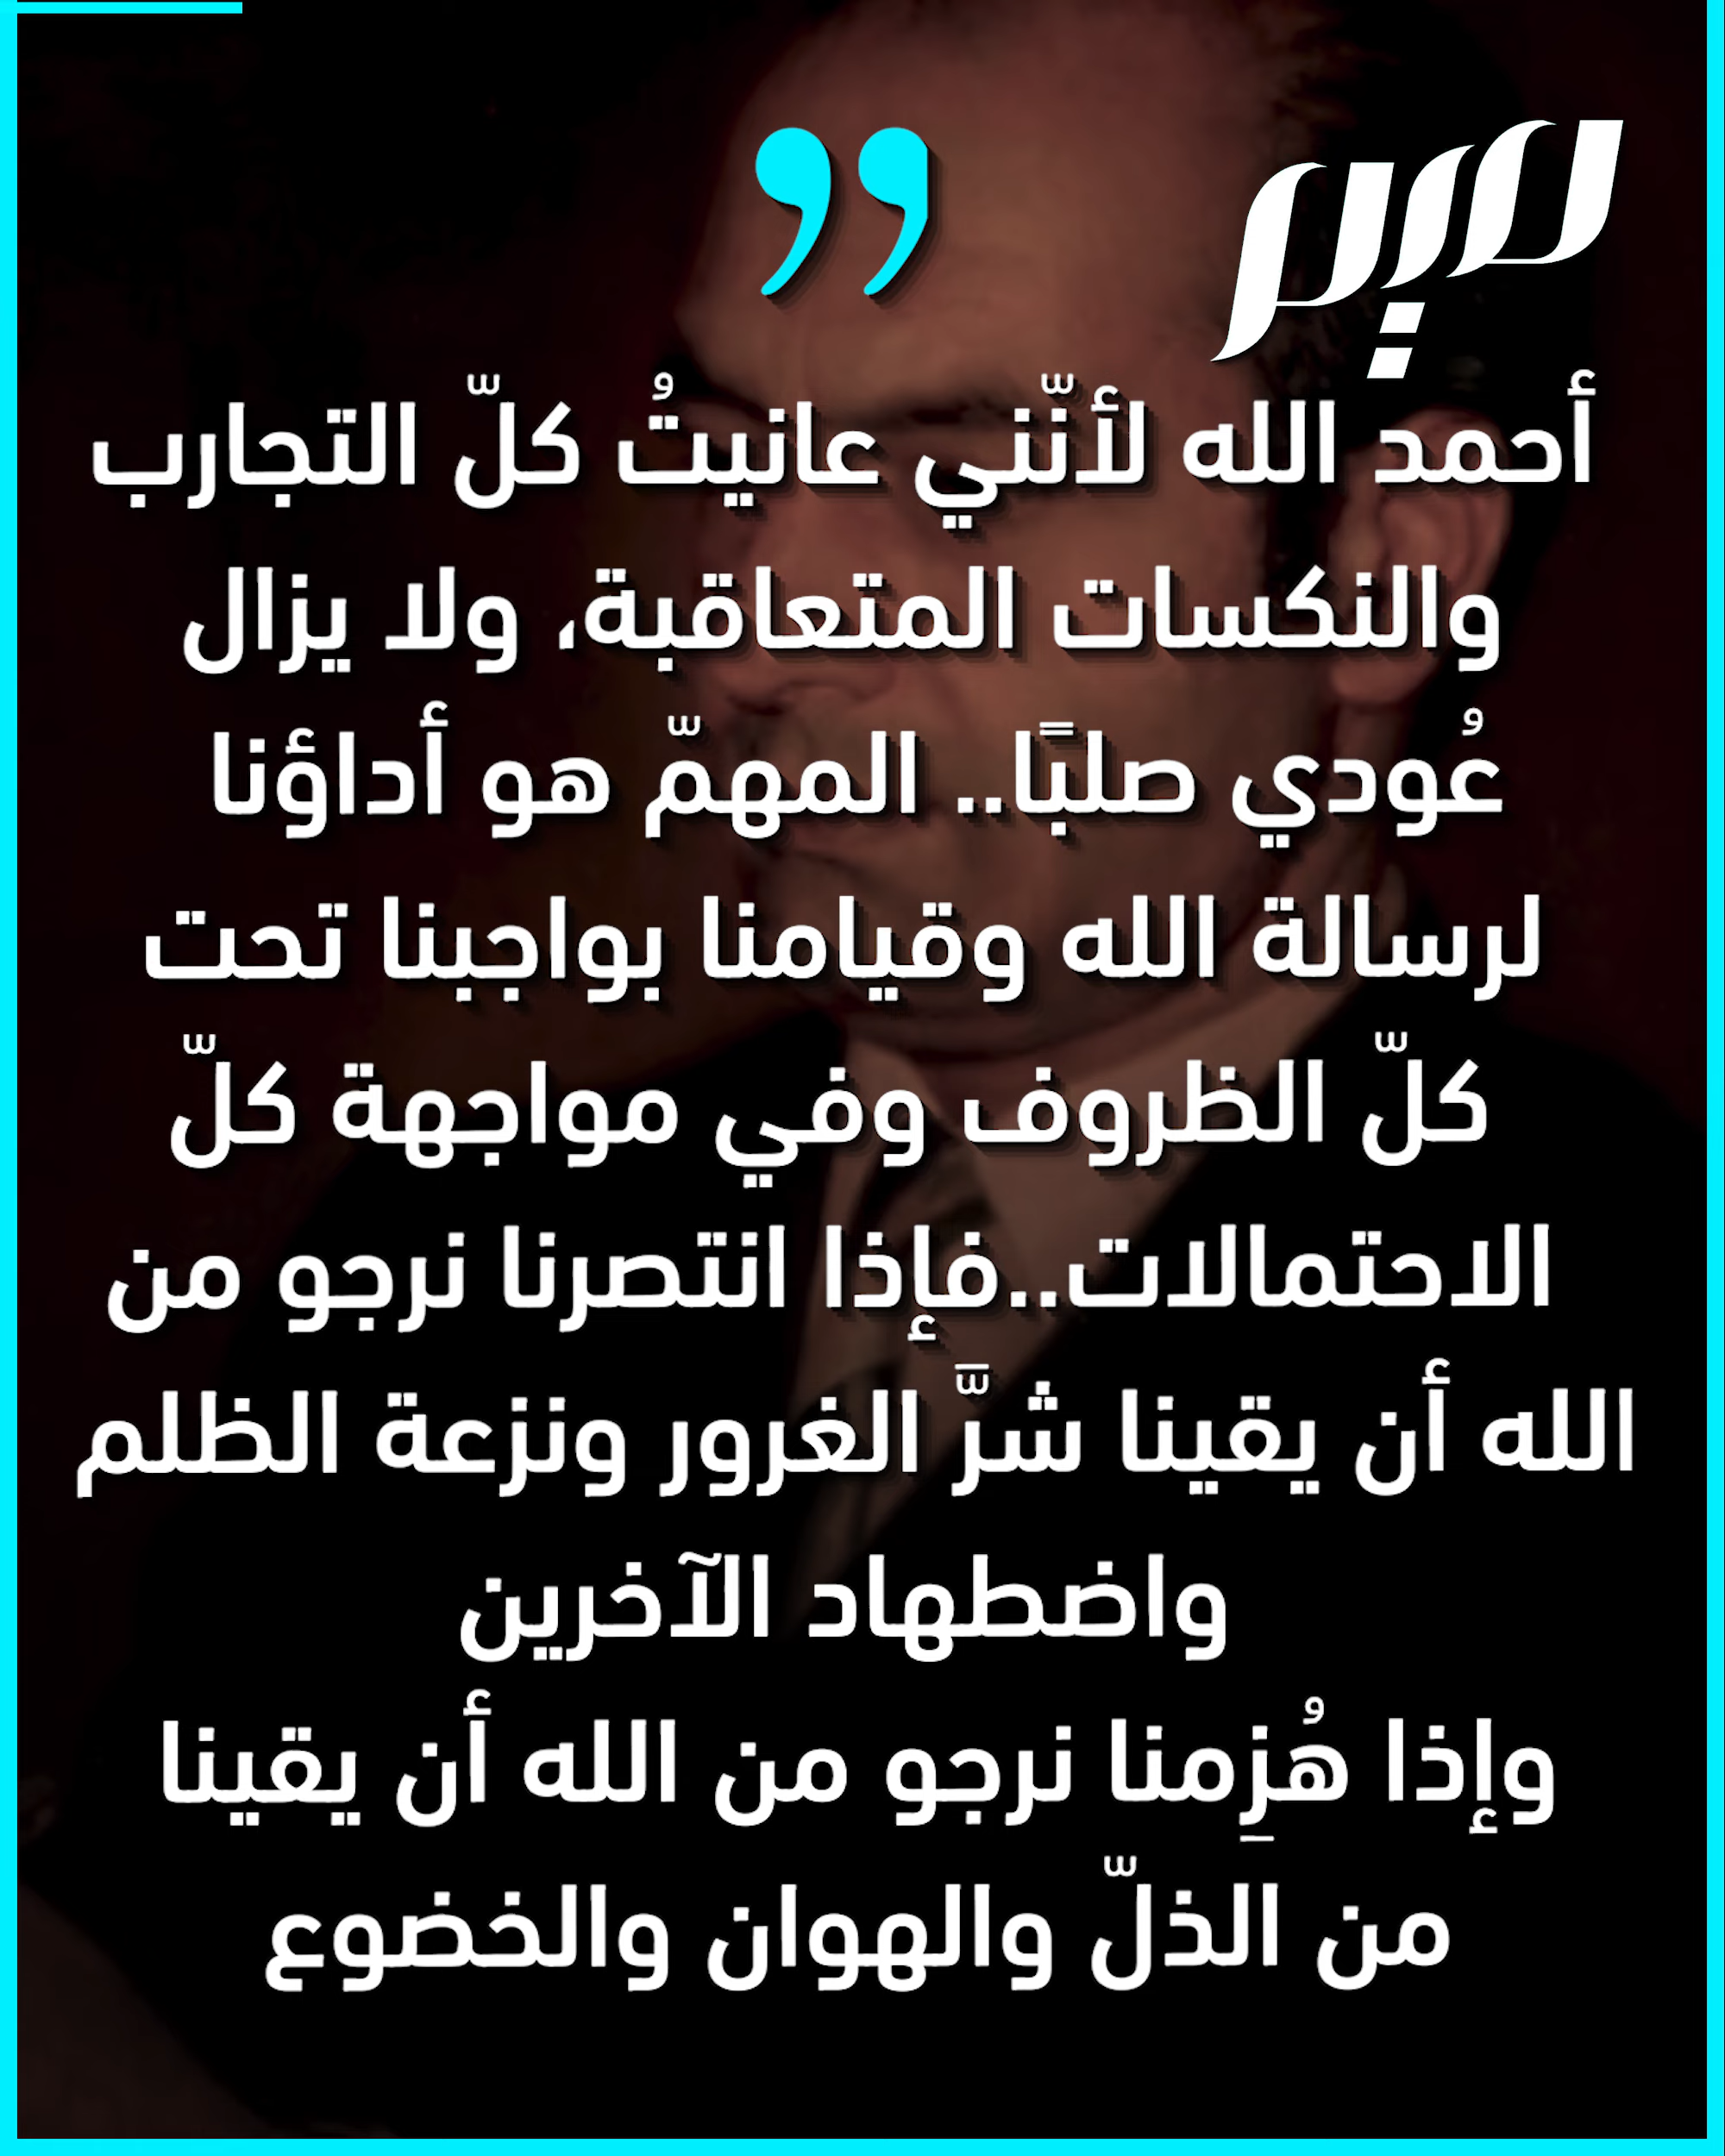 صبر
أحمد الله لأنّني عانيتُ كلّ التجارب
والنكسات المتعاقبة، ولا يزال
عُودي صلبًا.. المهمّ هو أداؤنا
لرسالة الله وقيامنا بواجبنا تحت
كلّ الظروف وفي مواجهة كلّ
الاحتمالات..فإذا انتصرنا نرجو من
الله أن يقينا شرَّ الغرور ونزعة الظلم
واضطهاد الآخرين
وإذا هُزِمنا نرجو من الله أن يقينا
من الذلّ والهوان والخضوع